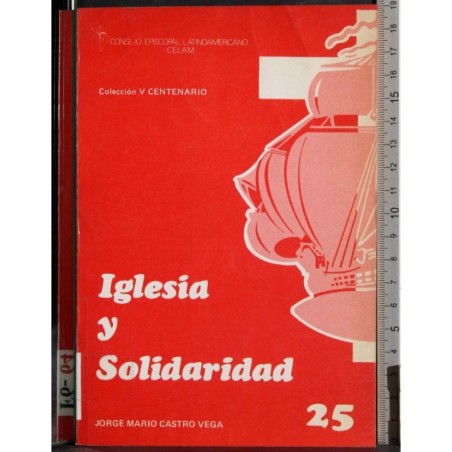 CONSEJO EPISCOPAL LATINOAMERICANO
CELAM
Colección V CENTENARIO
Iglesia
y
Solidaridad
JORGE MARIO CASTRO VEGA
25